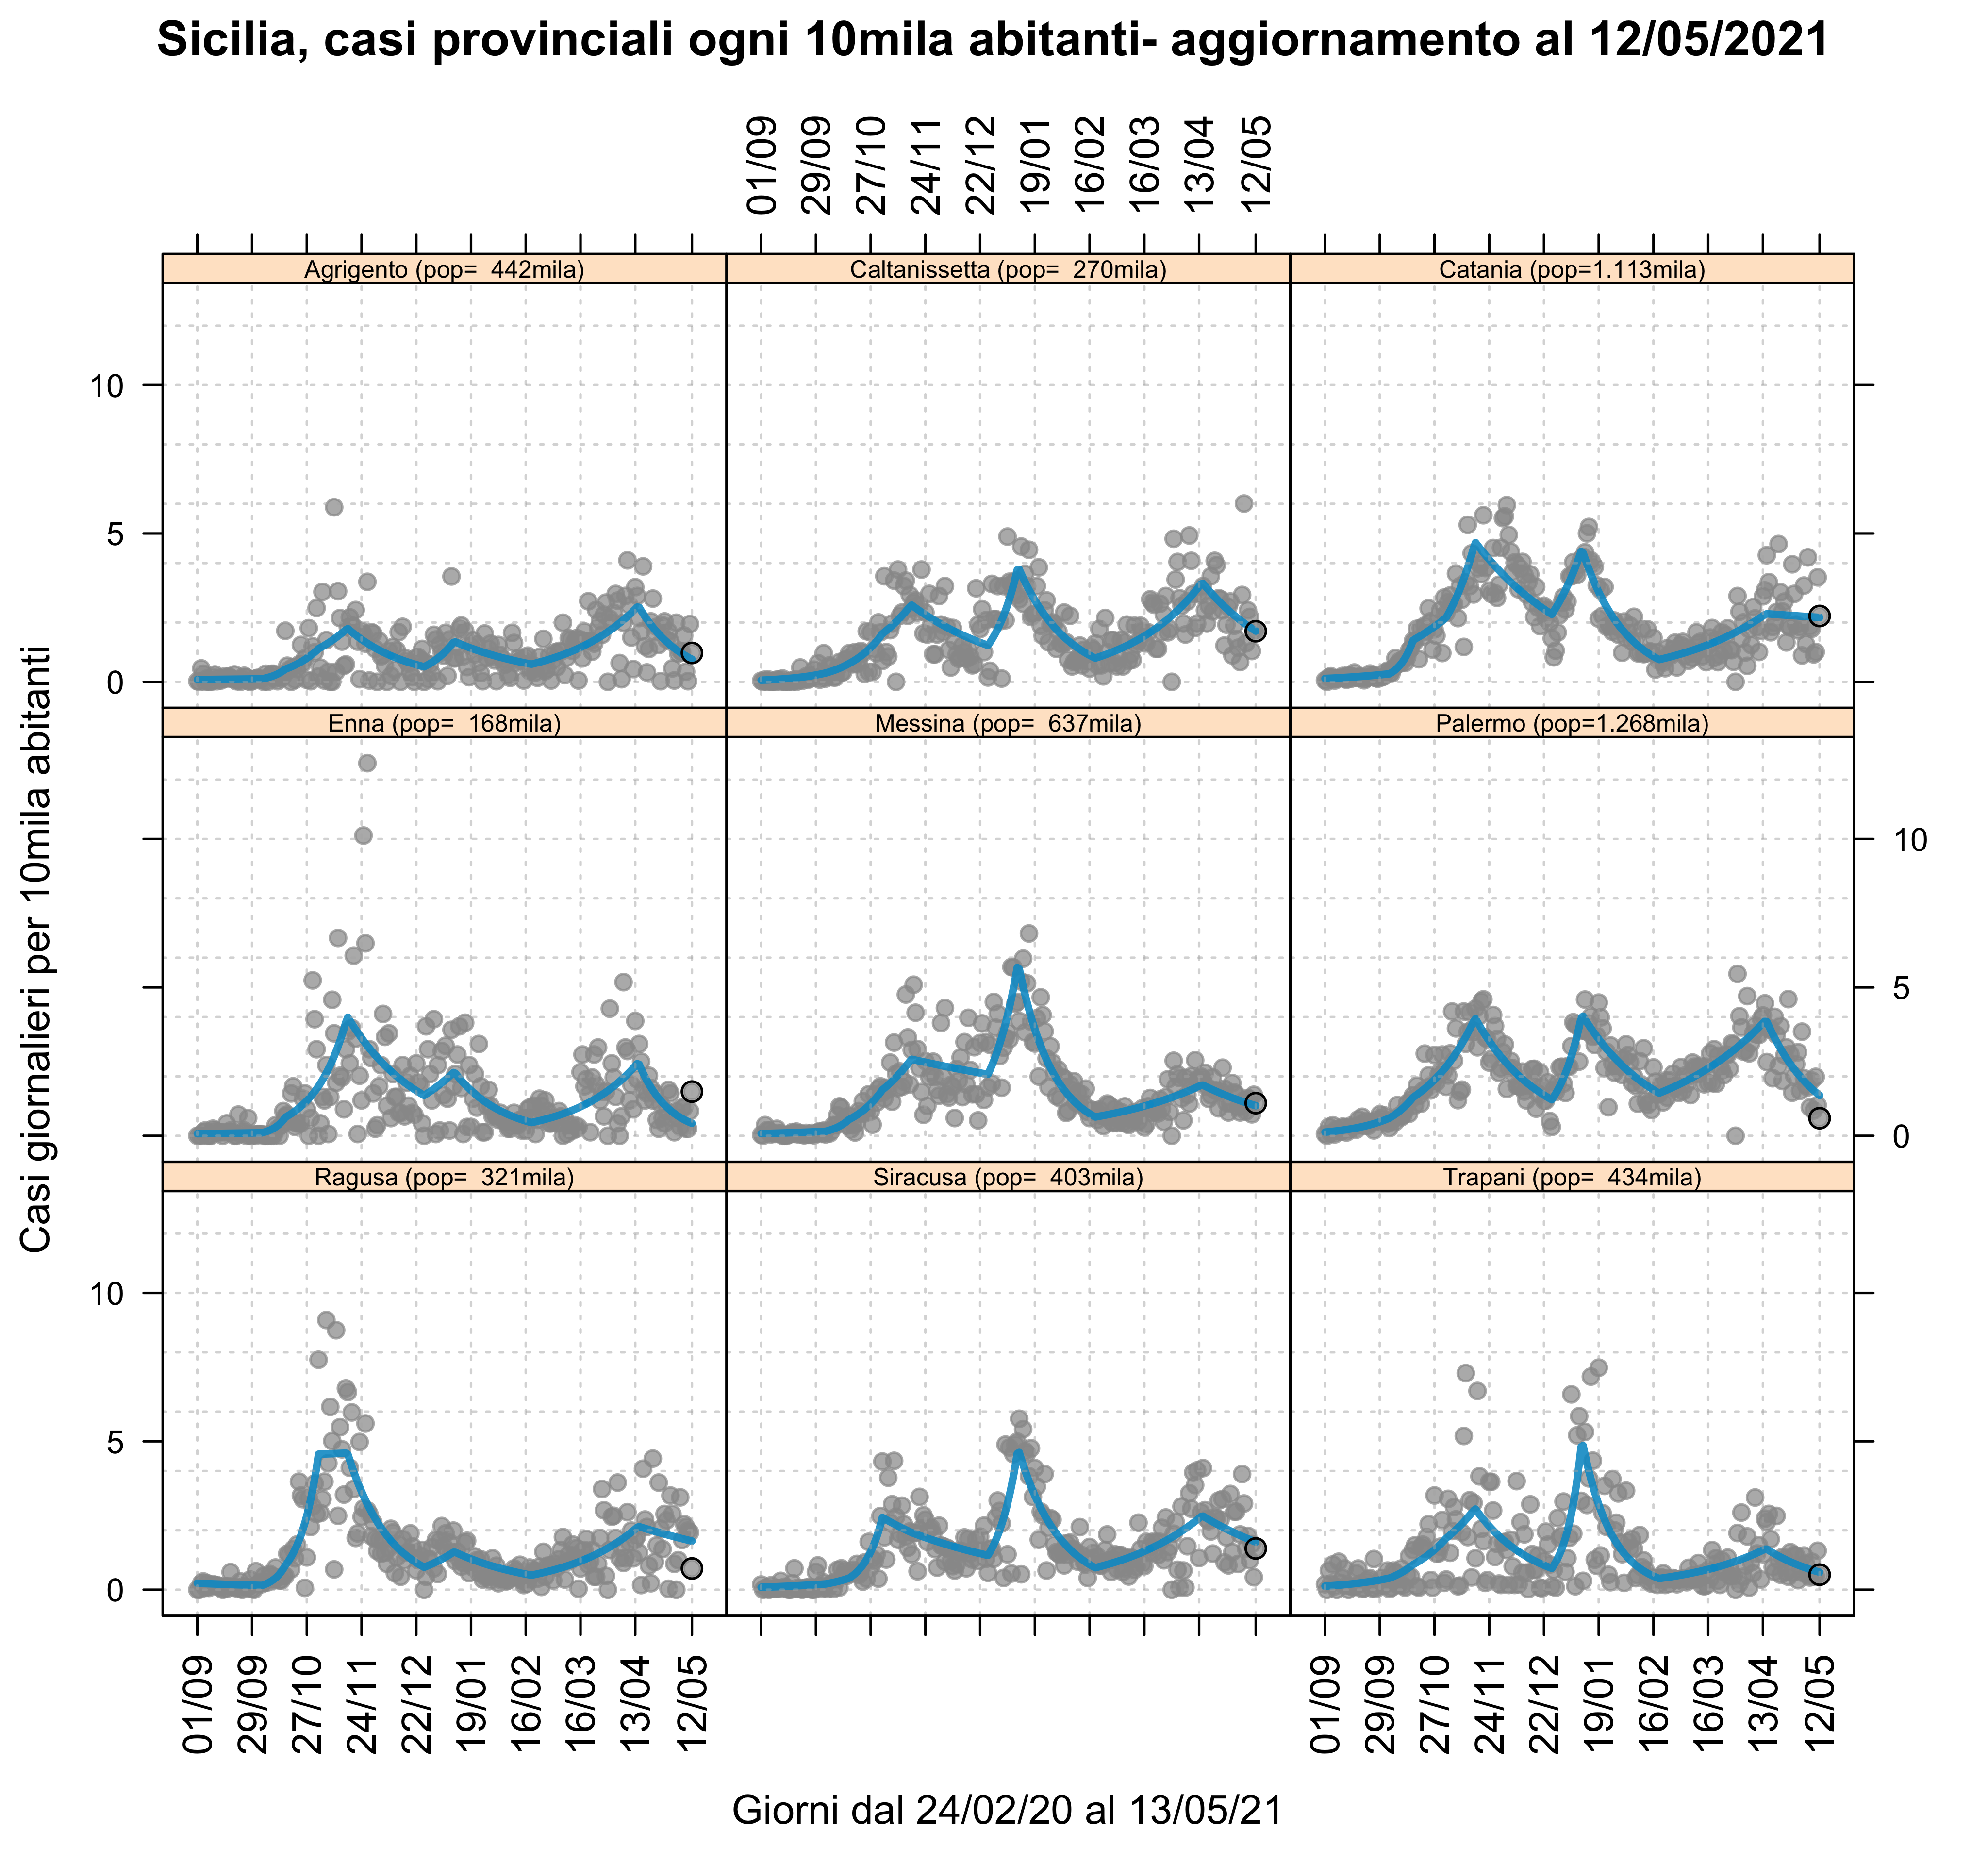 Sicilia, casi provinciali ogni 10mila abitanti- aggiornamento al 12/05/2021
01/09 29/09 27/10 24/11 22/12 19/01 16/02 16/03 13/04 12/05
Agrigento (pop=  442mila)
Caltanissetta (pop=  270mila)
Catania (pop=1.113mila)
10
5
0
Enna (pop=  168mila)
Messina (pop=  637mila)
Palermo (pop=1.268mila)
10
5
0
Casi giornalieri per 10mila abitanti
Ragusa (pop=  321mila)
Siracusa (pop=  403mila)
Trapani (pop=  434mila)
10
5
0
01/09 29/09 27/10 24/11 22/12 19/01 16/02 16/03 13/04 12/05
01/09 29/09 27/10 24/11 22/12 19/01 16/02 16/03 13/04 12/05
Giorni dal 24/02/20 al 13/05/21